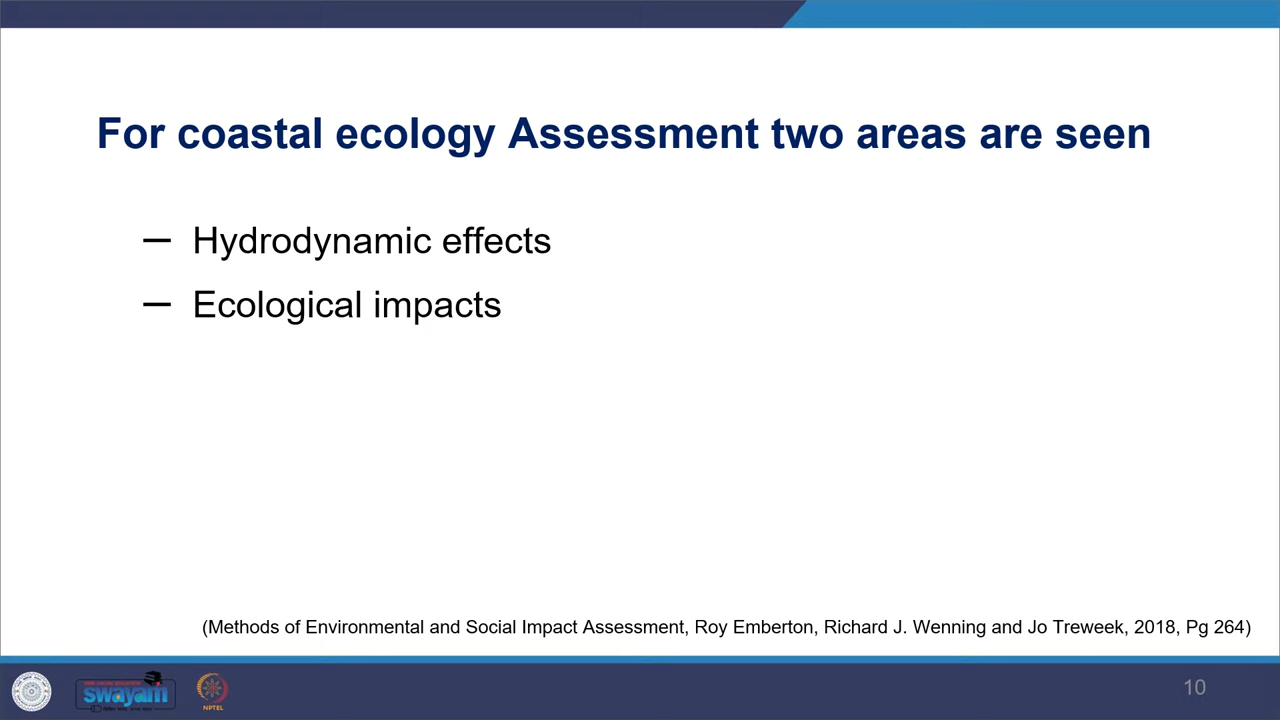 For coastal ecology Assessment two areas are seen
– Hydrodynamic effects
– Ecological impacts
(Methods of Environmental and Social Impact Assessment, Roy Emberton, Richard J. Wenning and Jo Treweek, 2018, Pg 264)
swayam
NPTEL
10